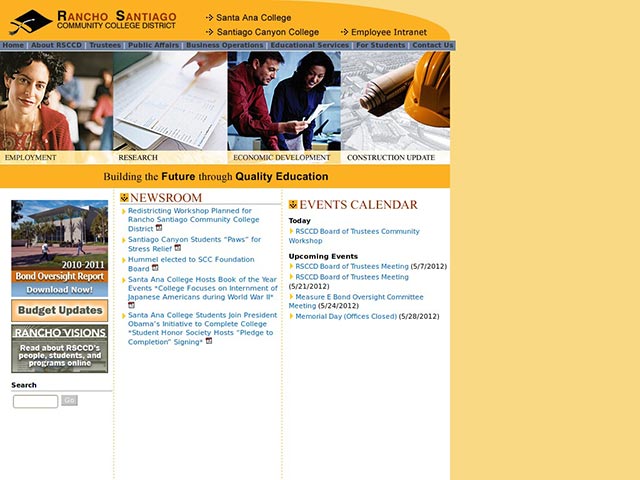 RANCHO SANTIAGO
COMMUNITY COLLEGE DISTRICT
Santa Ana College
Santiago Canyon College
Employee Intranet
Home | About RSCCD | Trustees | Public Affairs | Business Operations | Educational Services | For Students | Contact Us
EMPLOYMENT
RESEARCH
ECONOMIC DEVELOPMENT
CONSTRUCTION UPDATE
Building the Future through Quality Education
2010-2011
Bond Oversight Report
Download Now!
Budget Updates
RANCHO VISIONS
Read about RSCCD's
people, students, and
programs online
Search
Go
NEWSROOM
Redistricting Workshop Planned for
Rancho Santiago Community College
District
Santiago Canyon Students "Paws" for
Stress Relief
Hummel elected to SCC Foundation
Board
Santa Ana College Hosts Book of the Year
Events *College Focuses on Internment of
Japanese Americans during World War II*
Santa Ana College Students Join President
Obama's Initiative to Complete College
*Student Honor Society Hosts "Pledge to
Completion" Signing*
EVENTS CALENDAR
Today
RSCCD Board of Trustees Community
Workshop
Upcoming Events
RSCCD Board of Trustees Meeting (5/7/2012)
RSCCD Board of Trustees Meeting
(5/21/2012)
Measure E Bond Oversight Committee
Meeting (5/24/2012)
Memorial Day (Offices Closed) (5/28/2012)